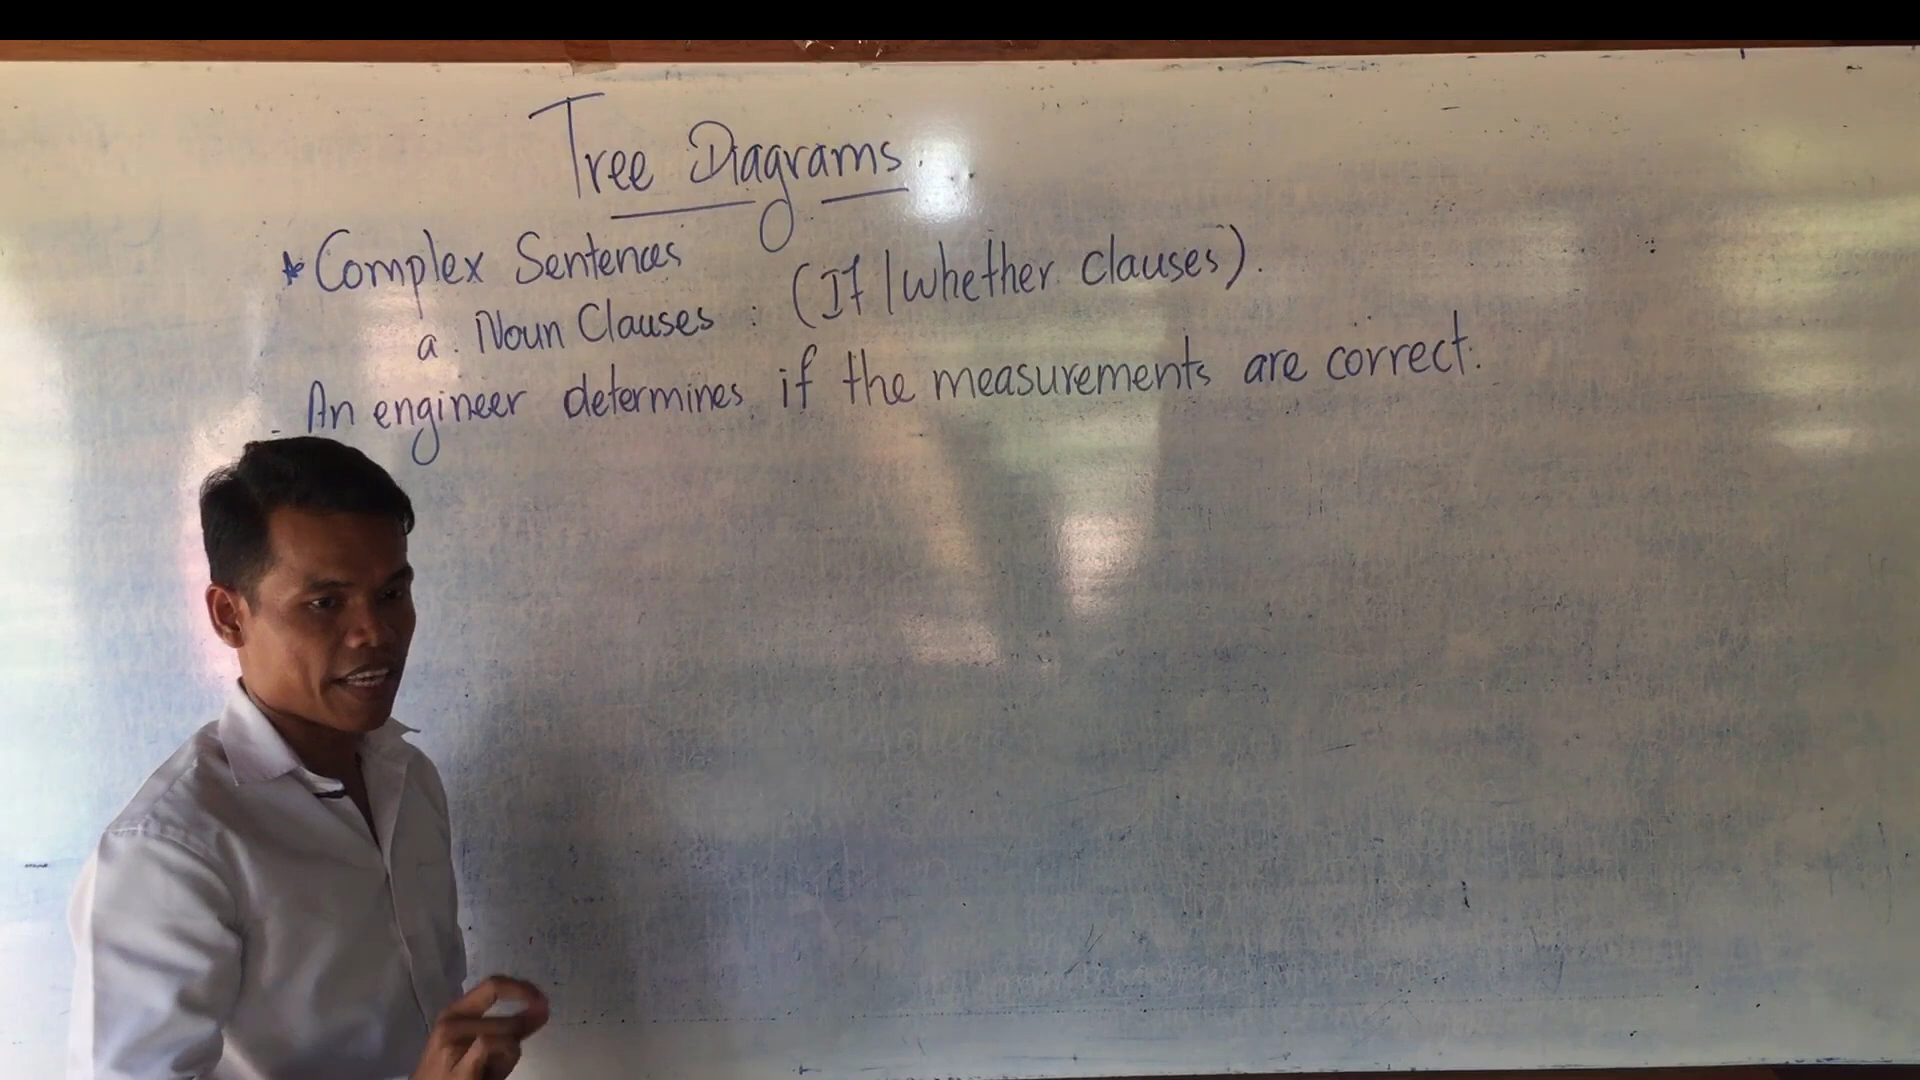 Tree Diagrams.
* Complex Sentences
a. Noun Clauses : (If / whether clauses).
- An engineer determines if the measurements are correct.